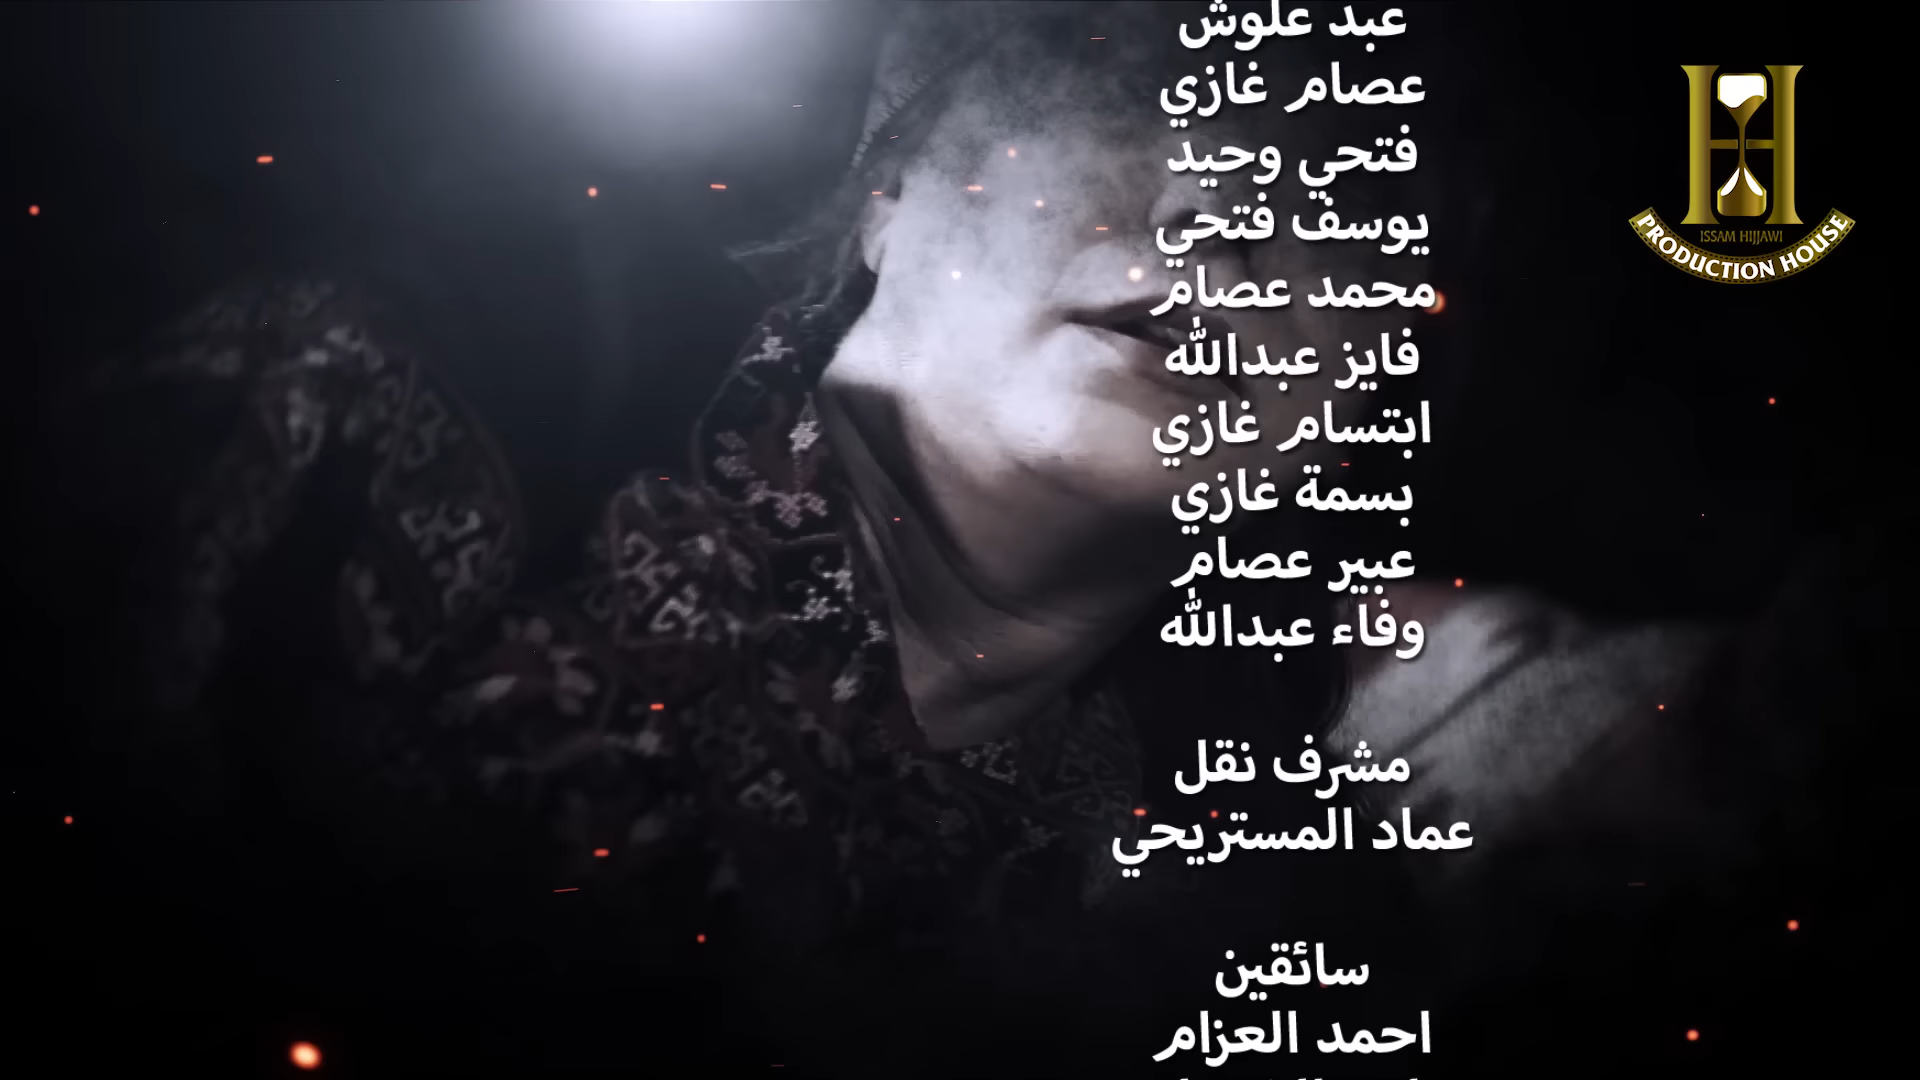 عبد علوش
عصام غازي
فتحي وحيد
يوسف فتحي
محمد عصام
فايز عبدالله
ابتسام غازي
بسمة غازي
عبير عصام
وفاء عبدالله
مشرف نقل
عماد المستريحي
سائقين
احمد العزام
H
ISSAM HIJJAWI
PRODUCTION HOUSE